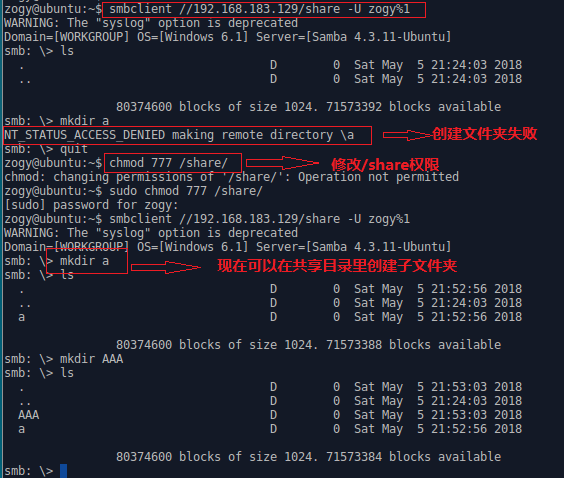 zogy@ubuntu:~$ smbclient //192.168.183.129/share -U zogy%1
WARNING: The "syslog" option is deprecated
Domain=[WORKGROUP] OS=[Windows 6.1] Server=[Samba 4.3.11-Ubuntu]
smb: \> ls
. D 0 Sat May 5 21:24:03 2018
.. D 0 Sat May 5 21:24:03 2018
80374600 blocks of size 1024. 71573392 blocks available
smb: \> mkdir a
NT_STATUS_ACCESS_DENIED making remote directory \a 创建文件夹失败
smb: \> quit
zogy@ubuntu:~$ chmod 777 /share/ 修改/share权限
chmod: changing permissions of '/share/': Operation not permitted
zogy@ubuntu:~$ sudo chmod 777 /share/
[sudo] password for zogy:
zogy@ubuntu:~$ smbclient //192.168.183.129/share -U zogy%1
WARNING: The "syslog" option is deprecated
Domain=[WORKGROUP] OS=[Windows 6.1] Server=[Samba 4.3.11-Ubuntu]
smb: \> mkdir a 现在可以在共享目录里创建子文件夹
smb: \> ls
. D 0 Sat May 5 21:52:56 2018
.. D 0 Sat May 5 21:24:03 2018
a D 0 Sat May 5 21:52:56 2018
80374600 blocks of size 1024. 71573388 blocks available
smb: \> mkdir AAA
smb: \> ls
. D 0 Sat May 5 21:53:03 2018
.. D 0 Sat May 5 21:24:03 2018
AAA D 0 Sat May 5 21:53:03 2018
a D 0 Sat May 5 21:52:56 2018
80374600 blocks of size 1024. 71573384 blocks available
smb: \>